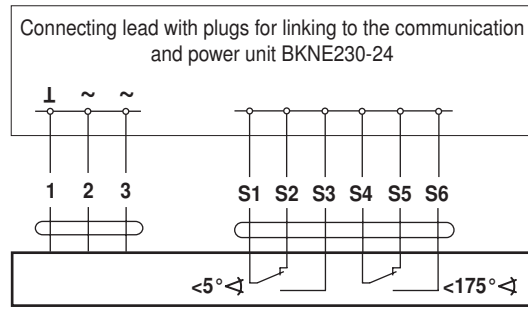 Connecting lead with plugs for linking to the communication
and power unit BKNE230-24
⊥ ~ ~
1 2 3 S1 S2 S3 S4 S5 S6
<5°∢ <175°∢